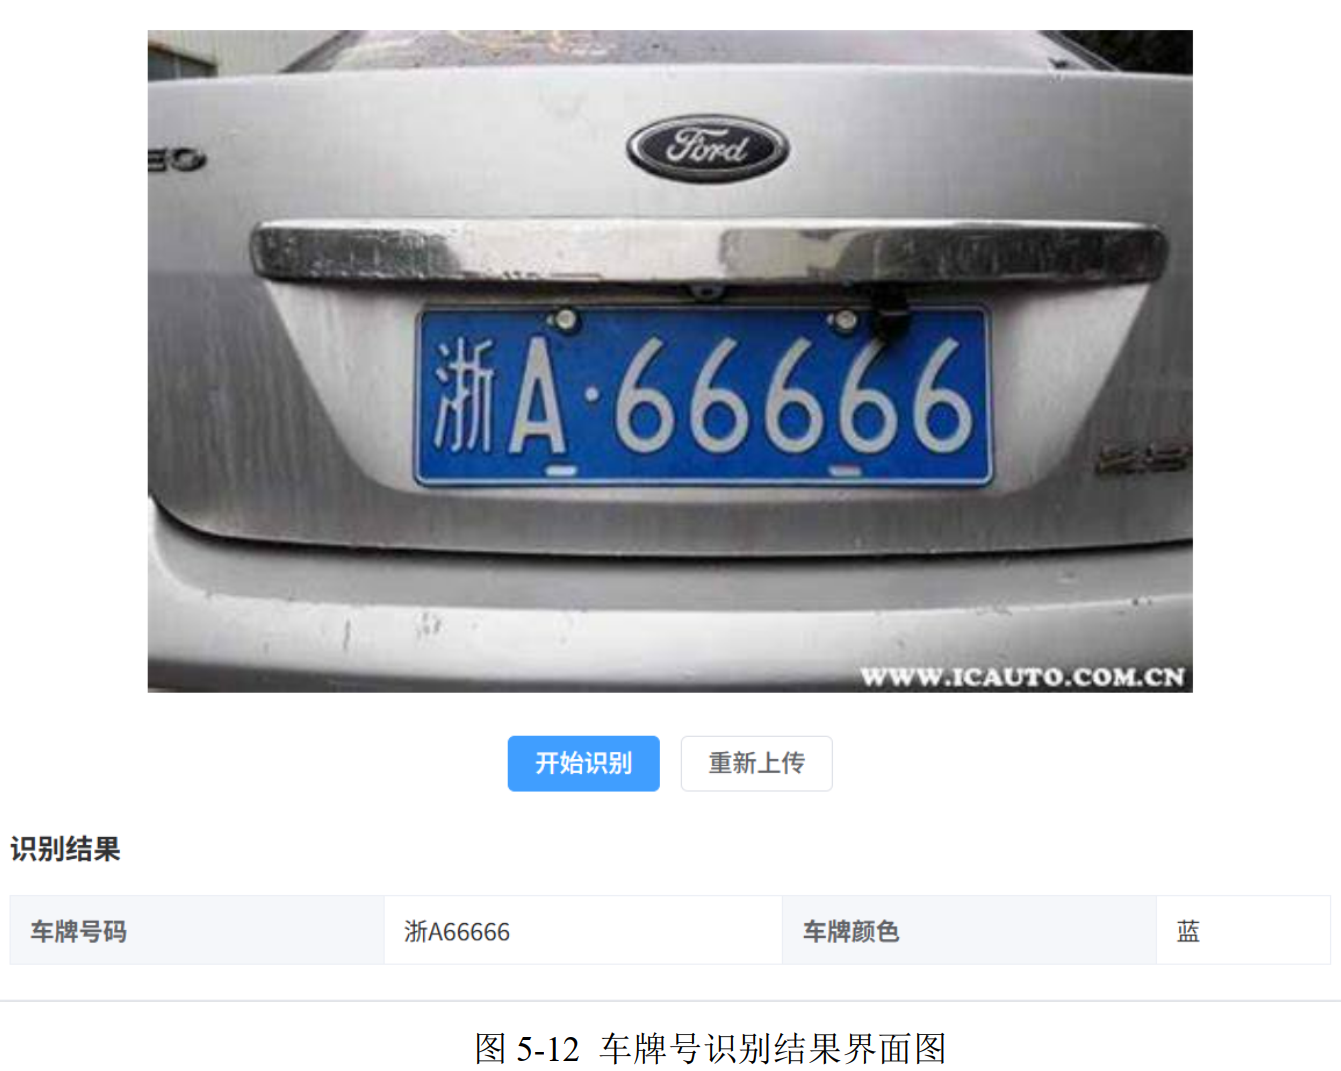 EO
Ford
浙A·66666
WWW.ICAUTO.COM.CN
开始识别
重新上传
识别结果
车牌号码 浙A66666 车牌颜色 蓝
图 5-12 车牌号识别结果界面图